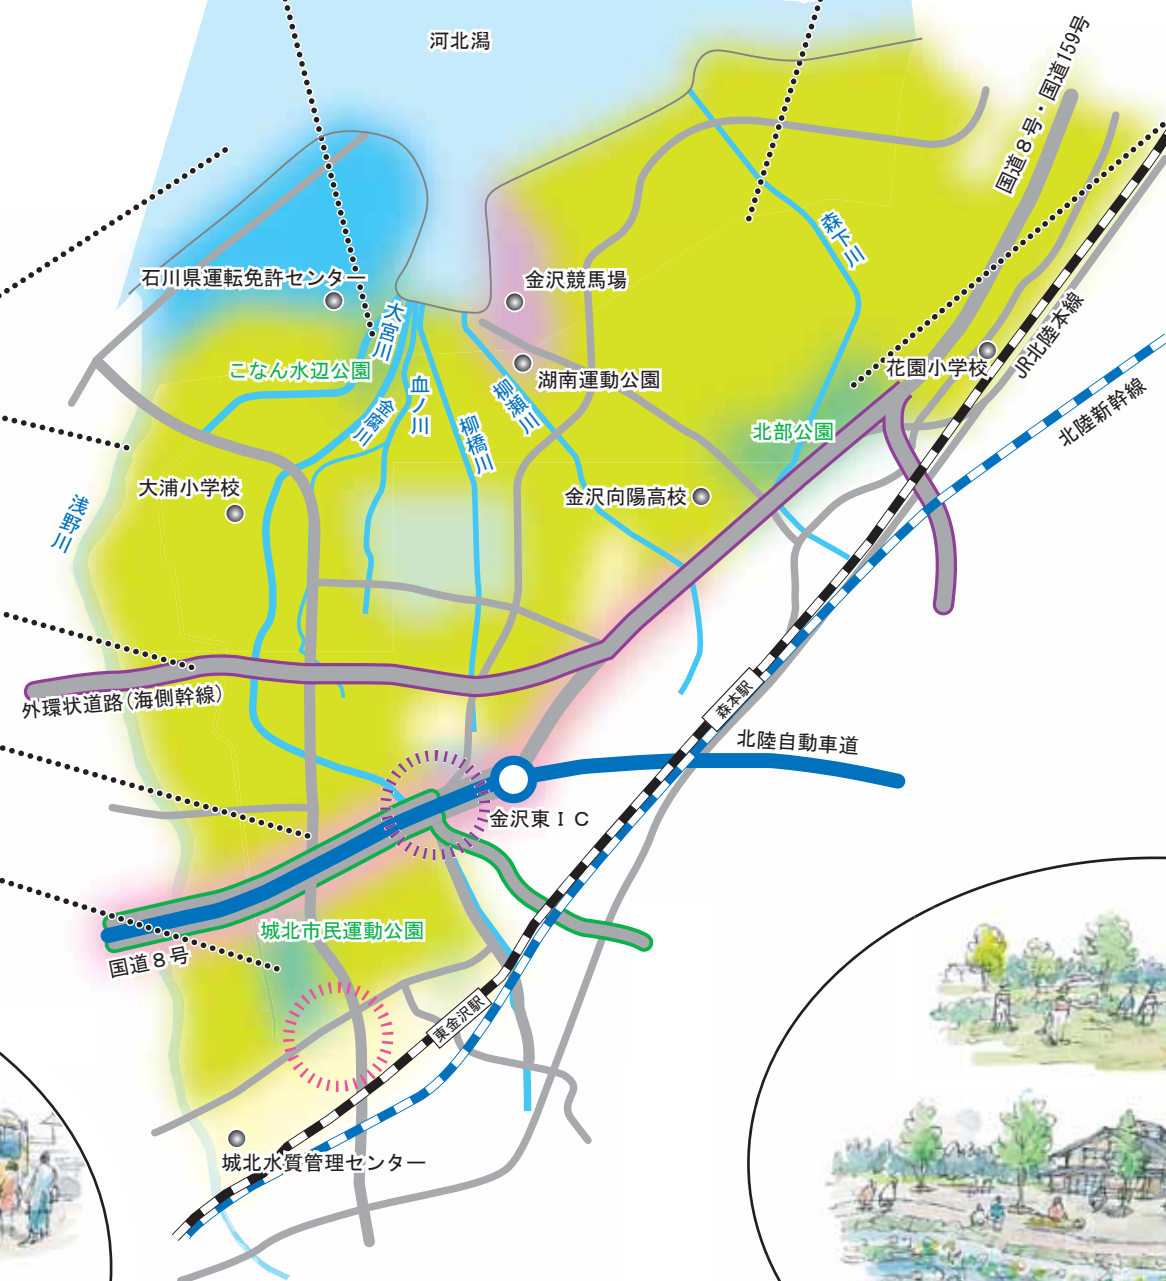 河北潟
国道8号・国道159号
森下川
石川県運転免許センター
金沢競馬場
大宮川
JR北陸本線
こなん水辺公園
湖南運動公園
花園小学校
血ノ川
金腐川
柳瀬川
柳橋川
北部公園
北陸新幹線
大浦小学校
金沢向陽高校
浅野川
外環状道路(海側幹線)
森本駅
北陸自動車道
金沢東IC
城北市民運動公園
国道8号
東金沢駅
城北水質管理センター